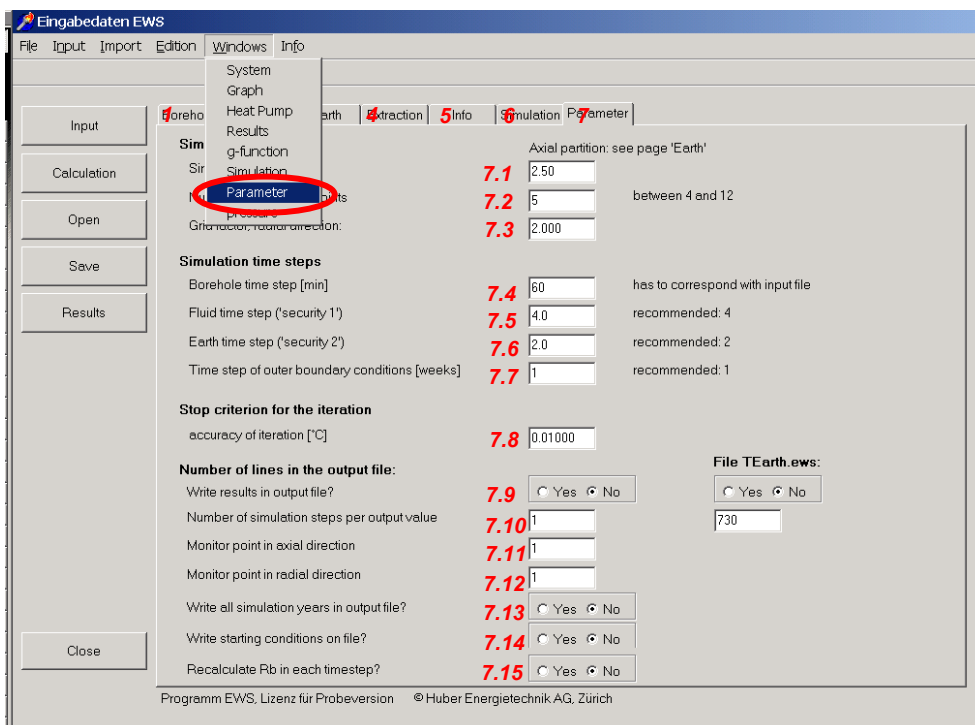 Eingabedaten EWS
File Input Import Edition Windows Info
System
Graph
Heat Pump
Results
g-function
Simulation
Parameter
pressure
1 Boreho arth 4 Extraction 5 Info 6 Simulation 7 Parameter
Input
Calculation
Open
Save
Results
Close
Sim Axial partition: see page 'Earth'
Sir 7.1 2.50
7.2 5 between 4 and 12
Grid factor, radial direction: 7.3 2.000
Simulation time steps
Borehole time step [min] 7.4 60 has to correspond with input file
Fluid time step ('security 1') 7.5 4.0 recommended: 4
Earth time step ('security 2') 7.6 2.0 recommended: 2
Time step of outer boundary conditions [weeks] 7.7 1 recommended: 1
Stop criterion for the iteration
accuracy of iteration [°C] 7.8 0.01000
Number of lines in the output file: File TEarth.ews:
Write results in output file? 7.9 Yes No Yes No
Number of simulation steps per output value 7.10 1 730
Monitor point in axial direction 7.11 1
Monitor point in radial direction 7.12 1
Write all simulation years in output file? 7.13 Yes No
Write starting conditions on file? 7.14 Yes No
Recalculate Rb in each timestep? 7.15 Yes No
Programm EWS, Lizenz für Probeversion © Huber Energietechnik AG, Zürich